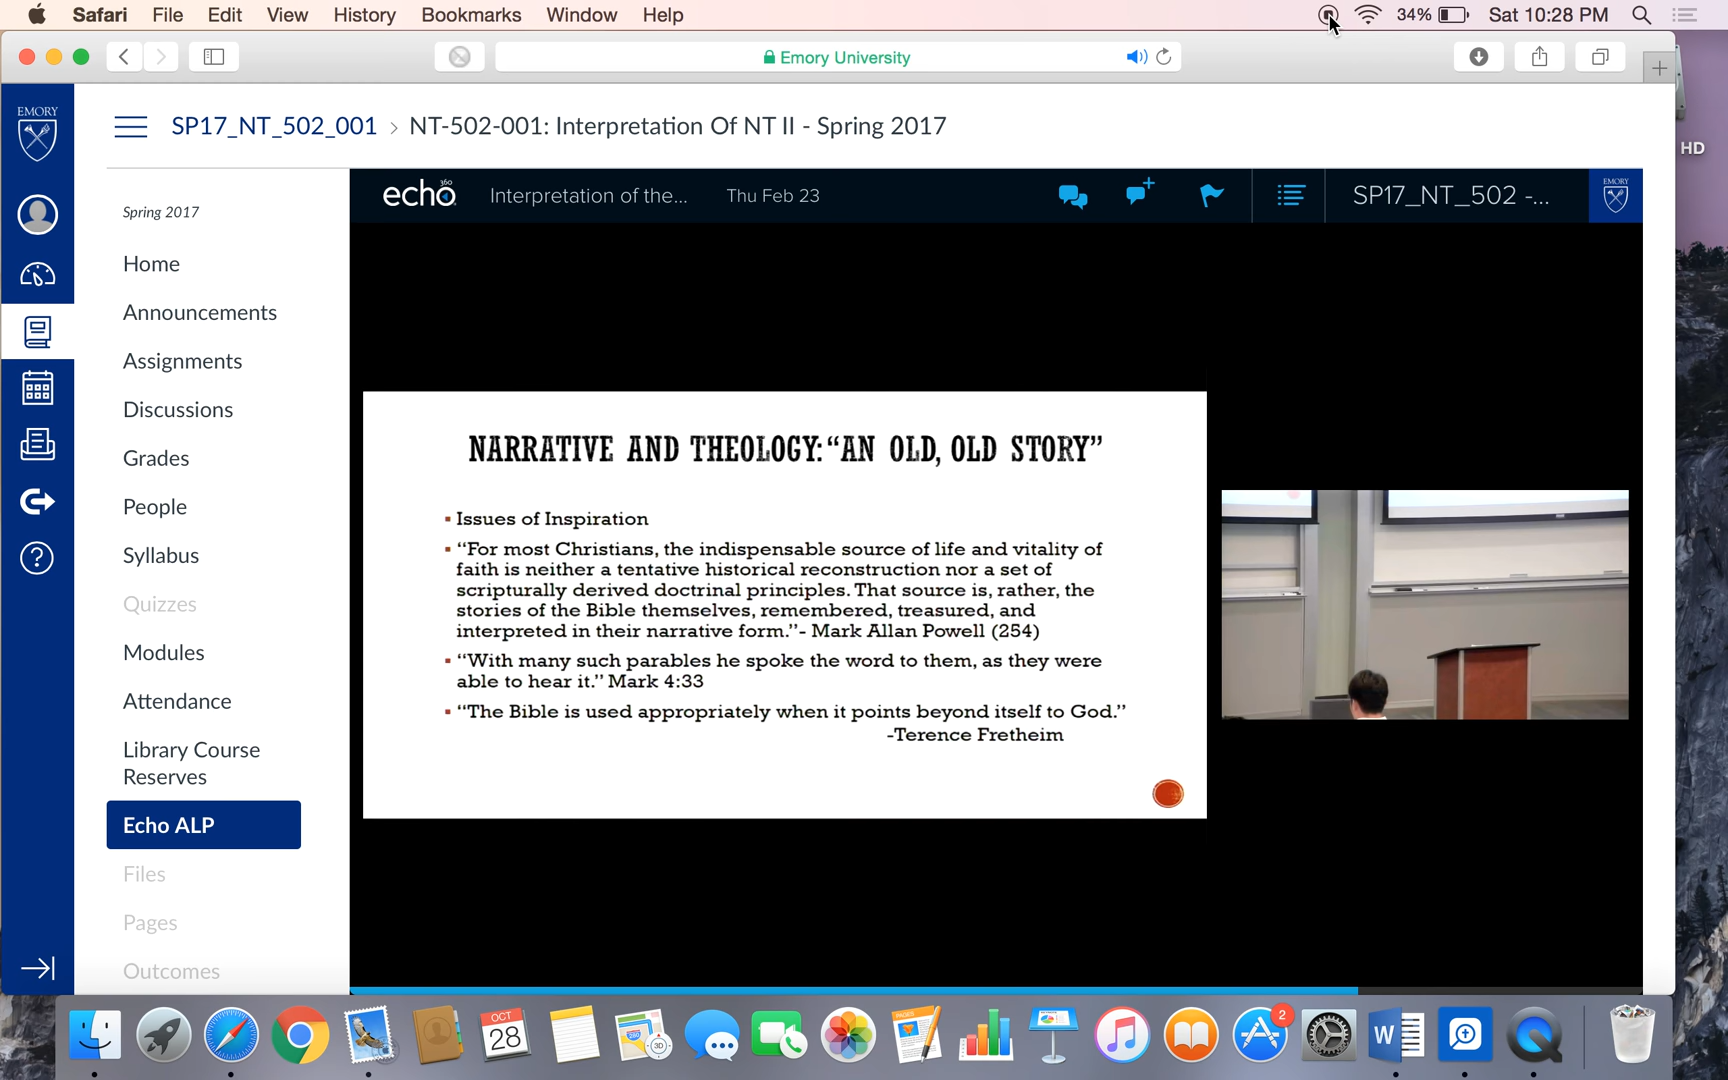 Safari File Edit View History Bookmarks Window Help 34% Sat 10:28 PM
Emory University
HD
EMORY
SP17_NT_502_001 > NT-502-001: Interpretation Of NT II - Spring 2017
Spring 2017
Home
Announcements
Assignments
Discussions
Grades
People
Syllabus
Quizzes
Modules
Attendance
Library Course
Reserves
Echo ALP
Files
Pages
Outcomes
echo 360 Interpretation of the... Thu Feb 23 SP17_NT_502 -... EMORY
NARRATIVE AND THEOLOGY: “AN OLD, OLD STORY”
▪ Issues of Inspiration
▪ “For most Christians, the indispensable source of life and vitality of
faith is neither a tentative historical reconstruction nor a set of
scripturally derived doctrinal principles. That source is, rather, the
stories of the Bible themselves, remembered, treasured, and
interpreted in their narrative form.”- Mark Allan Powell (254)
▪ “With many such parables he spoke the word to them, as they were
able to hear it.” Mark 4:33
▪ “The Bible is used appropriately when it points beyond itself to God.”
-Terence Fretheim
OCT
28
3D
PAGES
2
W